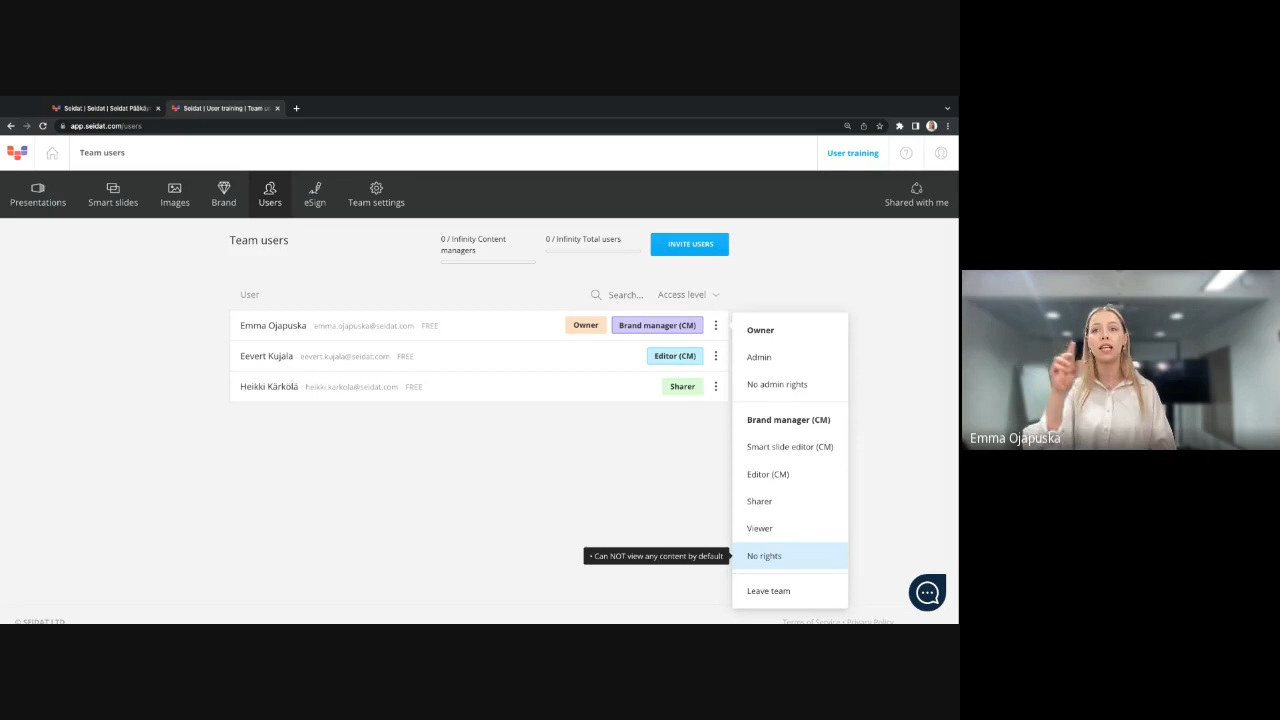 Seidat | Seidat | Seidat Pääkäy
Seidat | User training | Team us
app.seidat.com/users
Team users
User training
Presentations
Smart slides
Images
Brand
Users
eSign
Team settings
Shared with me
Team users
0 / Infinity Content
managers
0 / Infinity Total users
INVITE USERS
User
Search...
Access level
Emma Ojapuska emma.ojapuska@seidat.com FREE
Owner
Brand manager (CM)
Eevert Kujala eevert.kujala@seidat.com FREE
Editor (CM)
Heikki Kärkölä heikki.karkola@seidat.com FREE
Sharer
Owner
Admin
No admin rights
Brand manager (CM)
Smart slide editor (CM)
Editor (CM)
Sharer
Viewer
• Can NOT view any content by default
No rights
Leave team
© SEIDAT LTD
Terms of Service • Privacy Policy
Emma Ojapuska